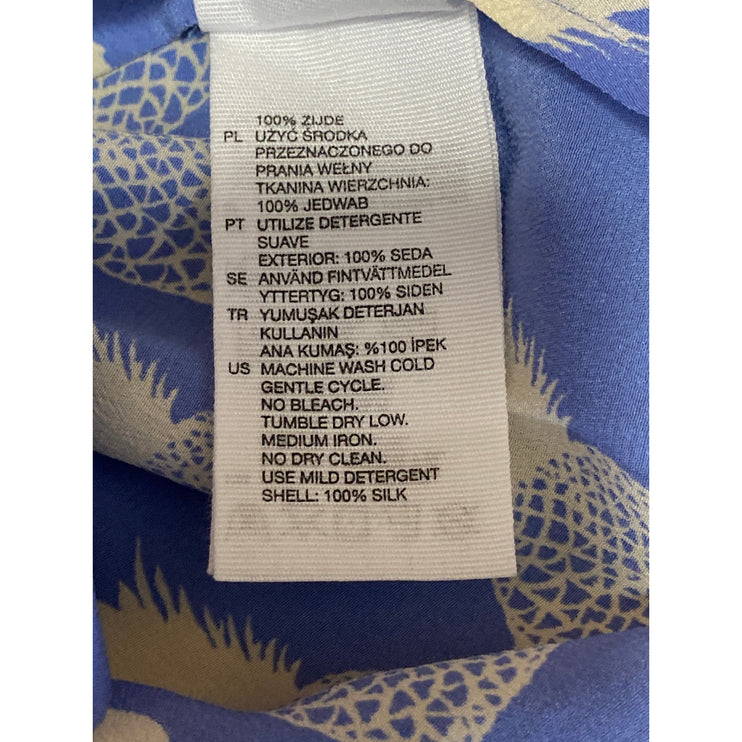 100% ZIJDE
PL UŻYĆ ŚRODKA
PRZEZNACZONEGO DO
PRANIA WEŁNY
TKANINA WIERZCHNIA:
100% JEDWAB
PT UTILIZE DETERGENTE
SUAVE
EXTERIOR: 100% SEDA
SE ANVÄND FINTVÄTTMEDEL
YTTERTYG: 100% SIDEN
TR YUMUŞAK DETERJAN
KULLANIN
ANA KUMAŞ: %100 İPEK
US MACHINE WASH COLD
GENTLE CYCLE.
NO BLEACH.
TUMBLE DRY LOW.
MEDIUM IRON.
NO DRY CLEAN.
USE MILD DETERGENT
SHELL: 100% SILK